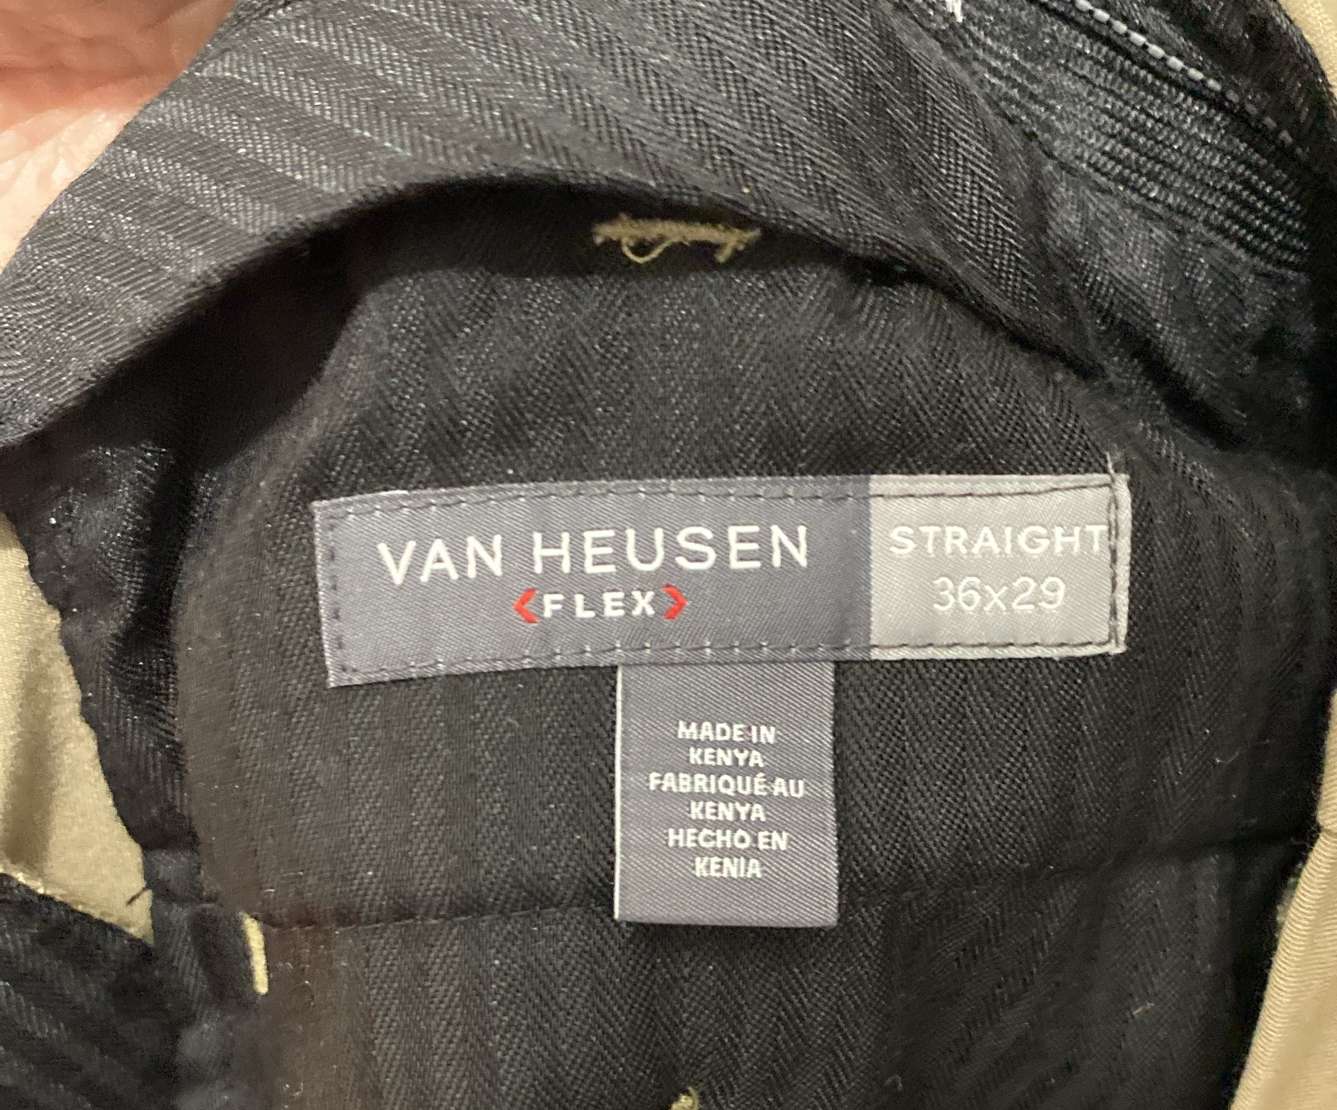 VAN HEUSEN
<FLEX>
STRAIGHT
36x29
MADE IN
KENYA
FABRIQUÉ AU
KENYA
HECHO EN
KENIA